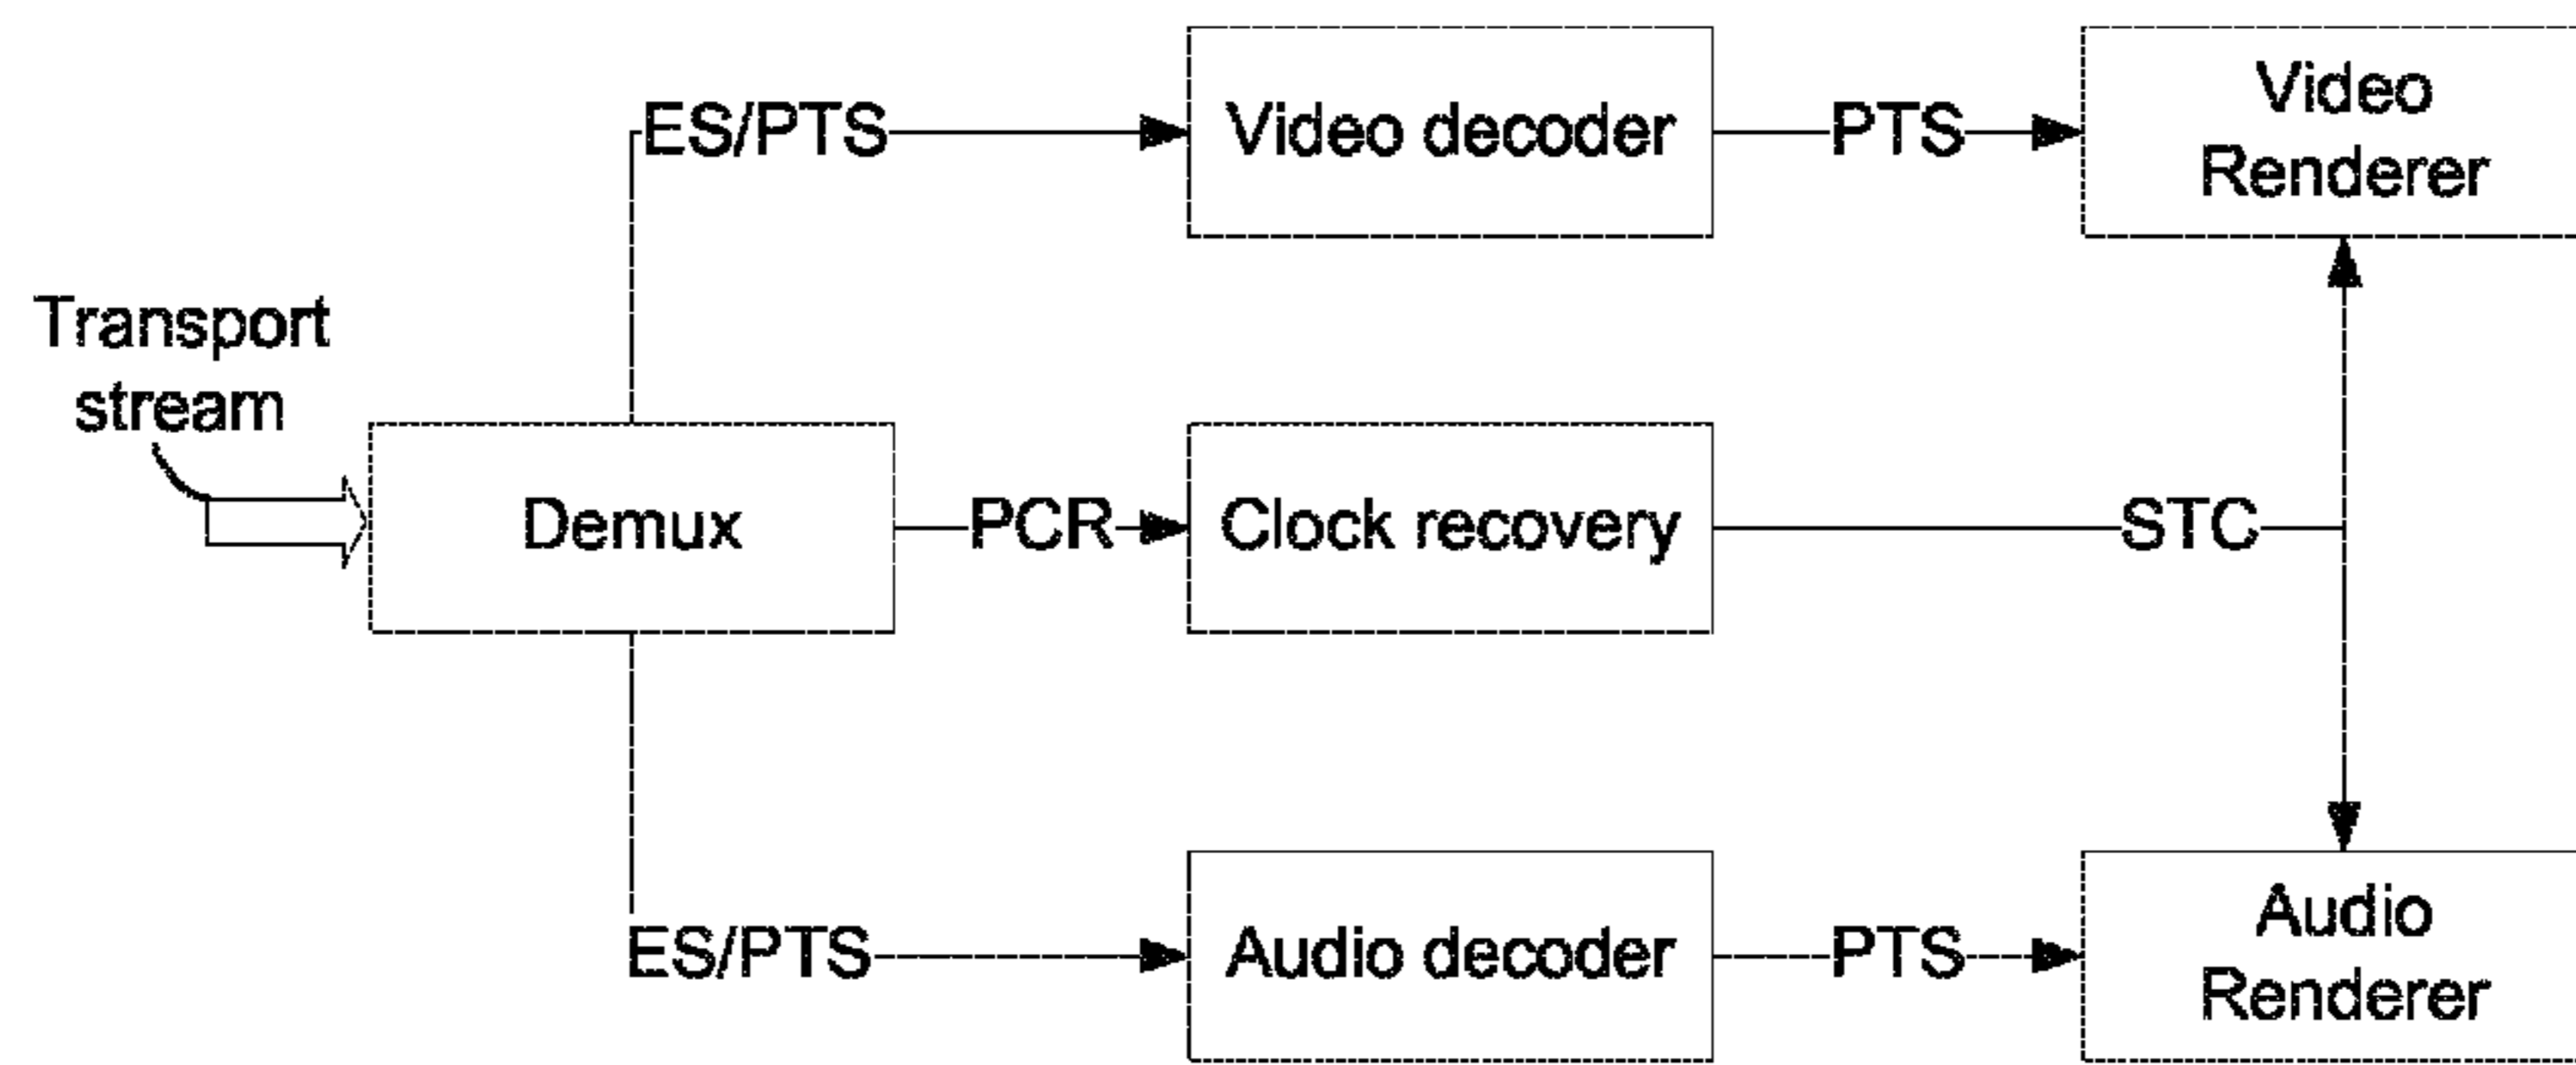 ES/PTS
Video decoder
PTS
Video
Renderer
Transport
stream
Demux
PCR
Clock recovery
STC
ES/PTS
Audio decoder
PTS
Audio
Renderer